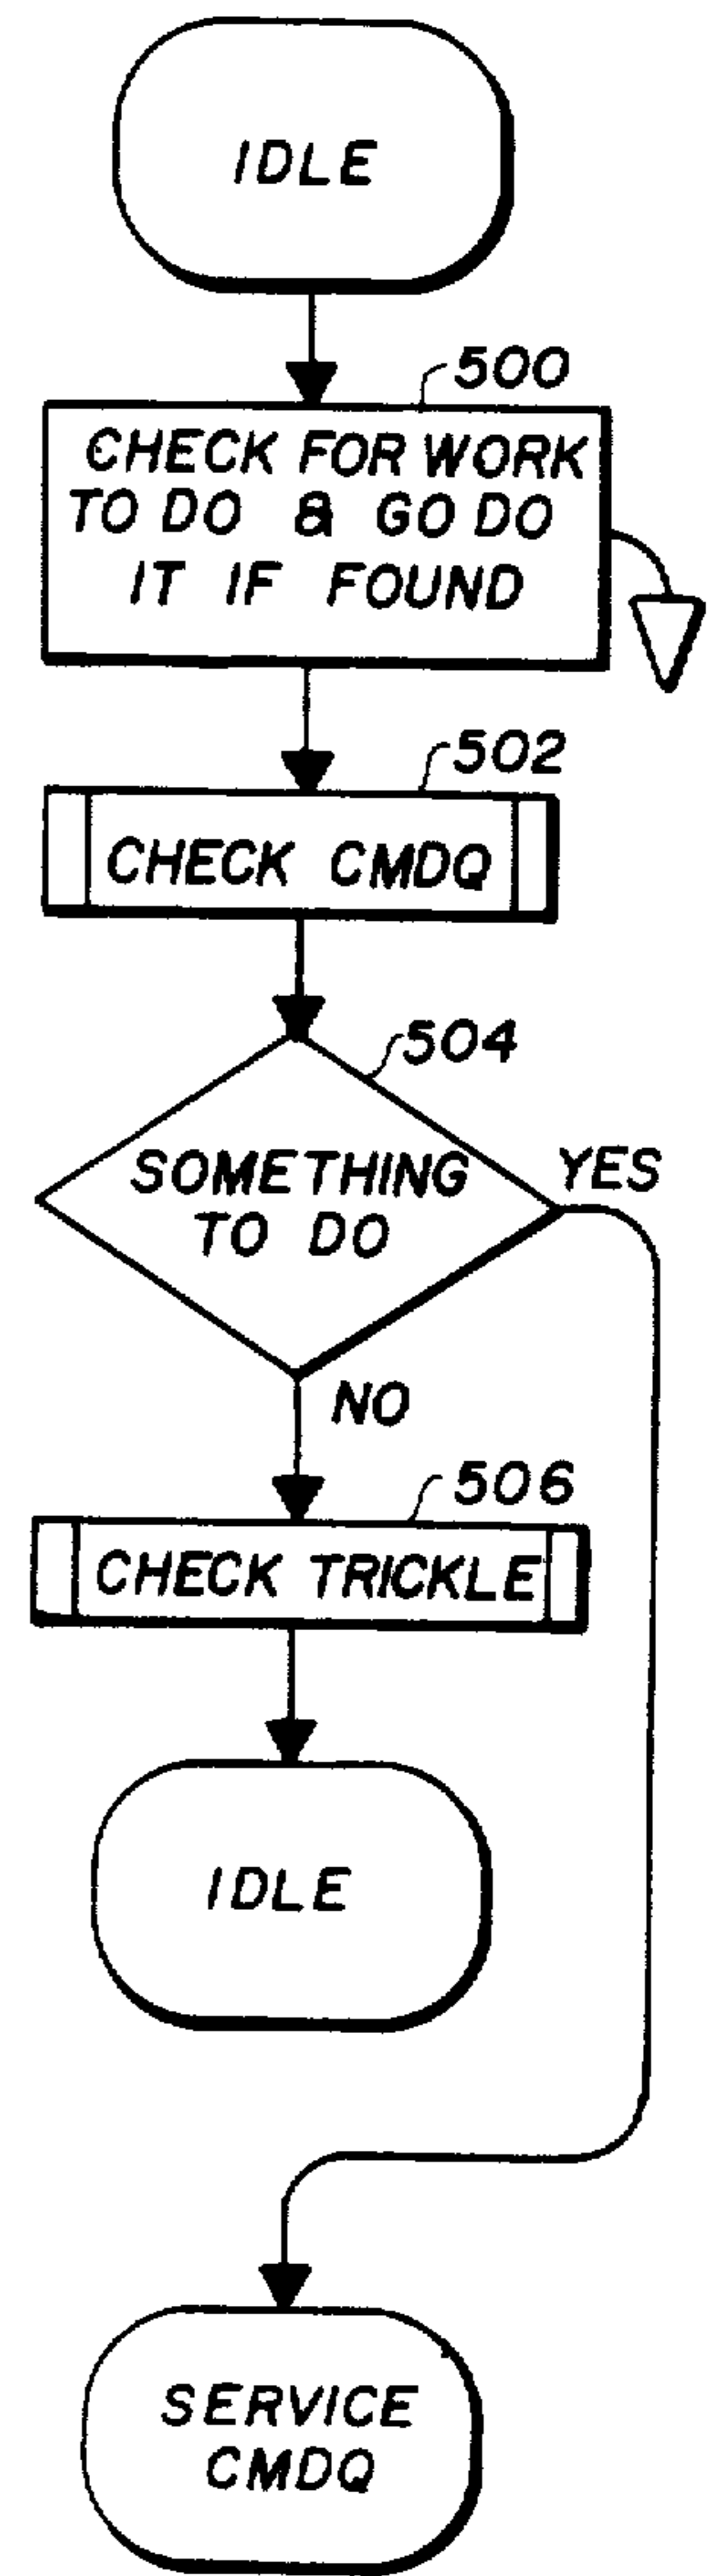 IDLE
500
CHECK FOR WORK
TO DO & GO DO
IT IF FOUND
502
CHECK CMDQ
504
SOMETHING
TO DO
YES
NO
506
CHECK TRICKLE
IDLE
SERVICE
CMDQ